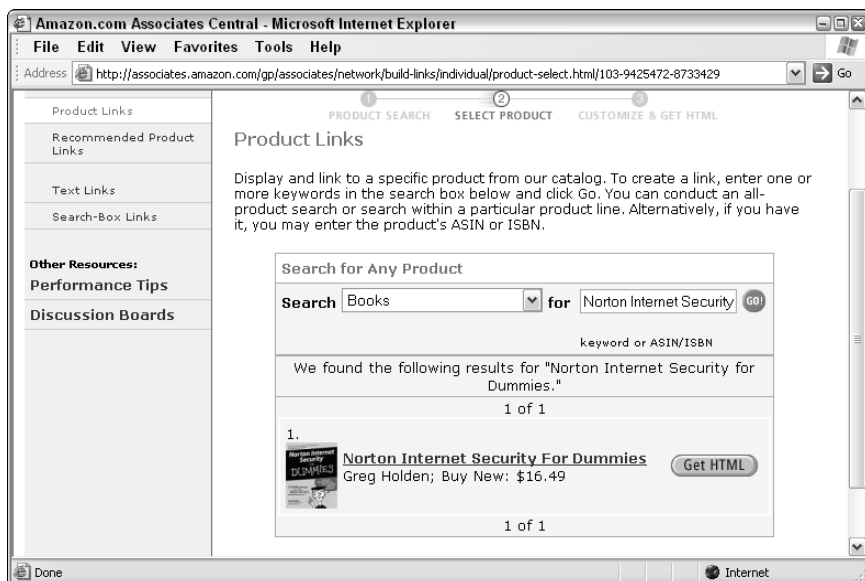 Amazon.com Associates Central - Microsoft Internet Explorer
File Edit View Favorites Tools Help
Address http://associates.amazon.com/gp/associates/network/build-links/individual/product-select.html/103-9425472-8733429 Go
Product Links
Recommended Product
Links
Text Links
Search-Box Links
Other Resources:
Performance Tips
Discussion Boards
1 2 3
PRODUCT SEARCH SELECT PRODUCT CUSTOMIZE & GET HTML
Product Links
Display and link to a specific product from our catalog. To create a link, enter one or
more keywords in the search box below and click Go. You can conduct an all-
product search or search within a particular product line. Alternatively, if you have
it, you may enter the product's ASIN or ISBN.
Search for Any Product
Search Books for Norton Internet Security GO!
keyword or ASIN/ISBN
We found the following results for "Norton Internet Security for
Dummies."
1 of 1
1.
Norton Internet
Security
DUMMIES
Norton Internet Security For Dummies
Greg Holden; Buy New: $16.49
Get HTML
1 of 1
Done Internet